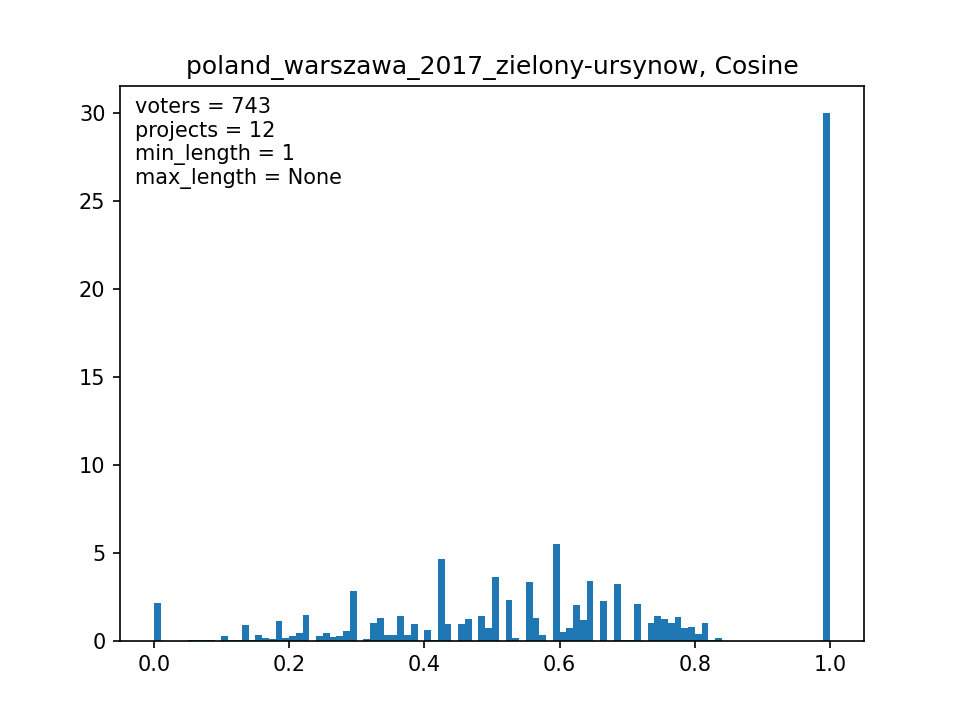 poland_warszawa_2017_zielony-ursynow, Cosine
voters = 743
projects = 12
min_length = 1
max_length = None
30
25
20
15
10
5
0
0.0 0.2 0.4 0.6 0.8 1.0